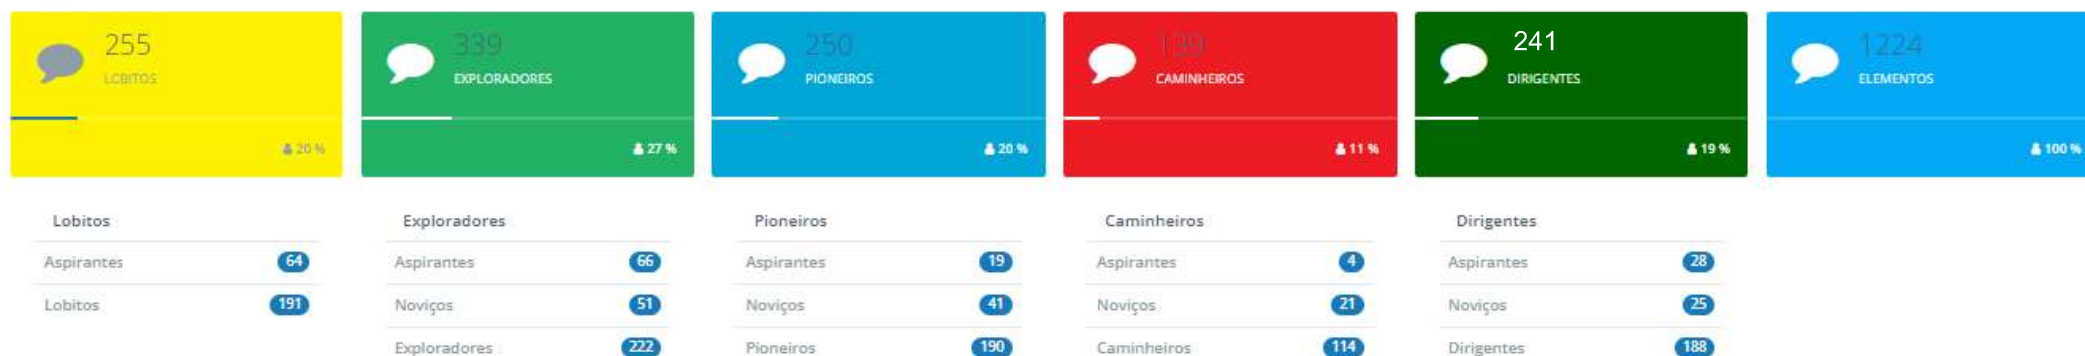 255
LOBITOS
20 %
339
EXPLORADORES
27 %
250
PIONEIROS
20 %
139
CAMINHEIROS
11 %
241
DIRIGENTES
19 %
1224
ELEMENTOS
100 %
Lobitos
Aspirantes 64
Lobitos 191
Exploradores
Aspirantes 66
Noviços 51
Exploradores 222
Pioneiros
Aspirantes 19
Noviços 41
Pioneiros 190
Caminheiros
Aspirantes 4
Noviços 21
Caminheiros 114
Dirigentes
Aspirantes 28
Noviços 25
Dirigentes 188